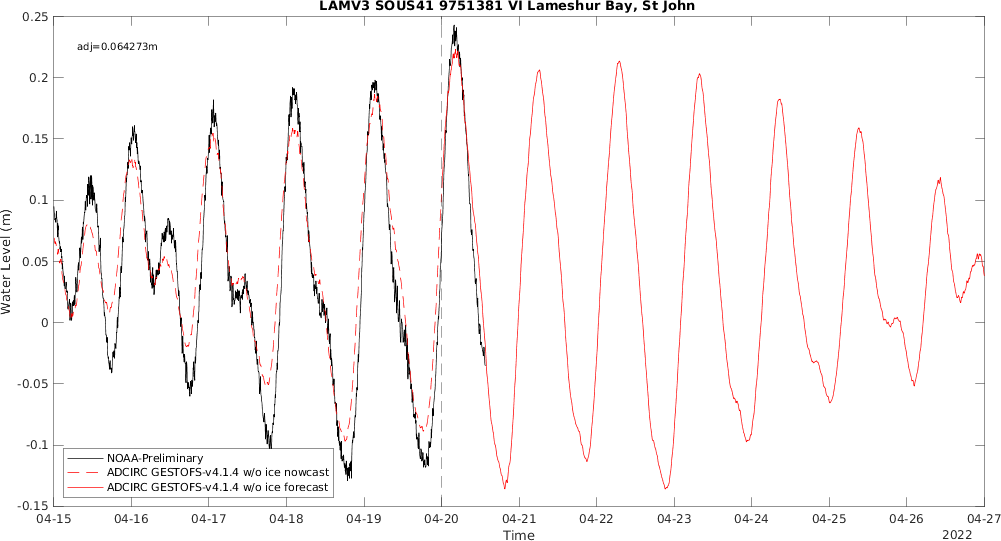 LAMV3 SOUS41 9751381 VI Lameshur Bay, St John
adj=0.064273m
0.25
0.2
0.15
0.1
0.05
0
-0.05
-0.1
-0.15
Water Level (m)
NOAA-Preliminary
ADCIRC GESTOFS-v4.1.4 w/o ice nowcast
ADCIRC GESTOFS-v4.1.4 w/o ice forecast
04-15 04-16 04-17 04-18 04-19 04-20 04-21 04-22 04-23 04-24 04-25 04-26 04-27
Time
2022